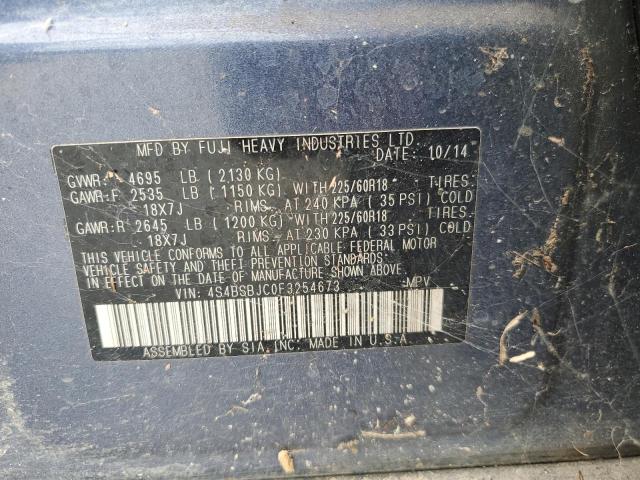 MFD BY FUJI HEAVY INDUSTRIES LTD.
DATE: 10/14
GVWR: 4695 LB (2130 KG)
GAWR:F 2535 LB (1150 KG)WITH 225/60R18 TIRES
18X7J RIMS AT 240 KPA (35 PSI) COLD
GAWR:R 2645 LB (1200 KG)WITH 225/60R18 TIRES
18X7J RIMS AT 230 KPA (33 PSI) COLD
THIS VEHICLE CONFORMS TO ALL APPLICABLE FEDERAL MOTOR
VEHICLE SAFETY AND THEFT PREVENTION STANDARDS
IN EFFECT ON THE DATE OF MANUFACTURE SHOWN ABOVE.
VIN: 4S4BSBJC0F3254673 MPV
ASSEMBLED BY SIA, INC. MADE IN U.S.A.